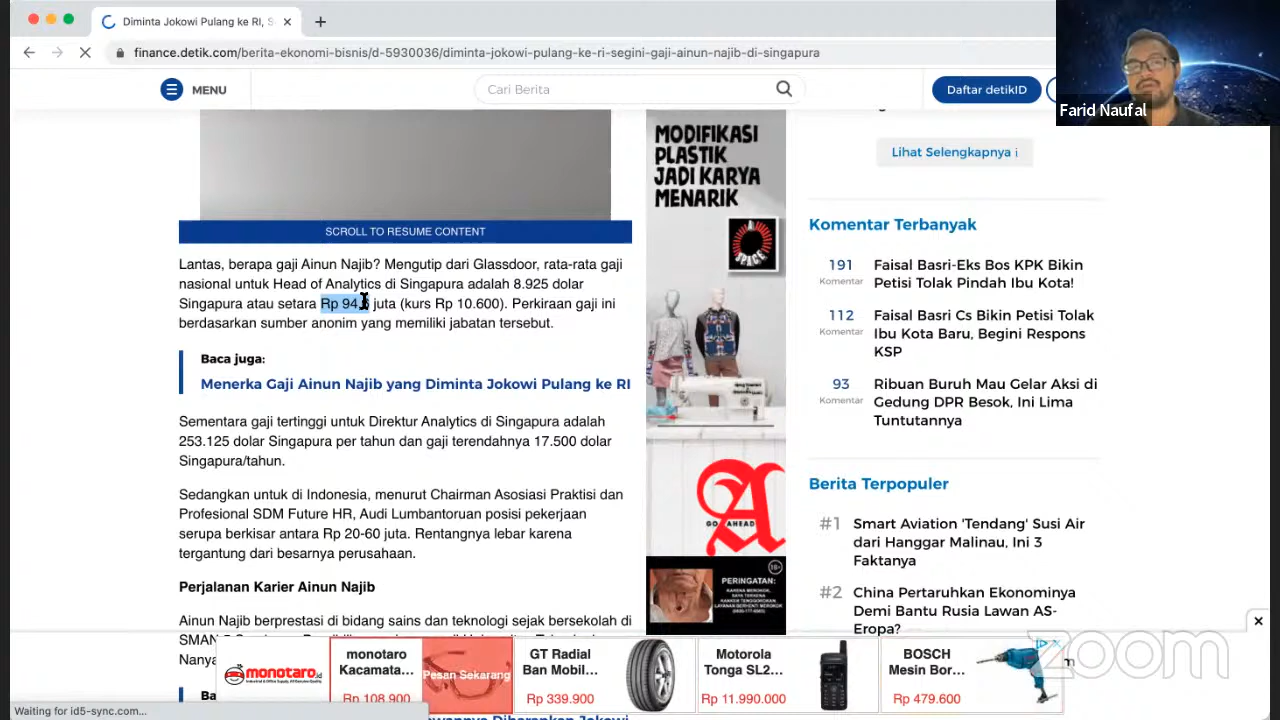 Diminta Jokowi Pulang ke RI, S
finance.detik.com/berita-ekonomi-bisnis/d-5930036/diminta-jokowi-pulang-ke-ri-segini-gaji-ainun-najib-di-singapura
MENU
Cari Berita
Daftar detikID
Farid Naufal
SCROLL TO RESUME CONTENT
Lantas, berapa gaji Ainun Najib? Mengutip dari Glassdoor, rata-rata gaji
nasional untuk Head of Analytics di Singapura adalah 8.925 dolar
Singapura atau setara Rp 94. juta (kurs Rp 10.600). Perkiraan gaji ini
berdasarkan sumber anonim yang memiliki jabatan tersebut.
Baca juga:
Menerka Gaji Ainun Najib yang Diminta Jokowi Pulang ke RI
Sementara gaji tertinggi untuk Direktur Analytics di Singapura adalah
253.125 dolar Singapura per tahun dan gaji terendahnya 17.500 dolar
Singapura/tahun.
Sedangkan untuk di Indonesia, menurut Chairman Asosiasi Praktisi dan
Profesional SDM Future HR, Audi Lumbantoruan posisi pekerjaan
serupa berkisar antara Rp 20-60 juta. Rentangnya lebar karena
tergantung dari besarnya perusahaan.
Perjalanan Karier Ainun Najib
Ainun Najib berprestasi di bidang sains dan teknologi sejak bersekolah di
SMAN
Nanya
Ba
MODIFIKASI
PLASTIK
JADI KARYA
MENARIK
SPACE
GO AHEAD
18+
PERINGATAN:
Lihat Selengkapnya
Komentar Terbanyak
191
Komentar
Faisal Basri-Eks Bos KPK Bikin
Petisi Tolak Pindah Ibu Kota!
112
Komentar
Faisal Basri Cs Bikin Petisi Tolak
Ibu Kota Baru, Begini Respons
KSP
93
Komentar
Ribuan Buruh Mau Gelar Aksi di
Gedung DPR Besok, Ini Lima
Tuntutannya
Berita Terpopuler
#1
Smart Aviation 'Tendang' Susi Air
dari Hanggar Malinau, Ini 3
Faktanya
#2
China Pertaruhkan Ekonominya
Demi Bantu Rusia Lawan AS-
Eropa?
monotaro
monotaro
Kacamata...
Rp 108.900
Pesan Sekarang
GT Radial
Ban Mobil...
Rp 339.900
Motorola
Tonga SL2...
Rp 11.990.000
BOSCH
Mesin Bor...
Rp 479.600
zoom
Waiting for id5-sync.com...